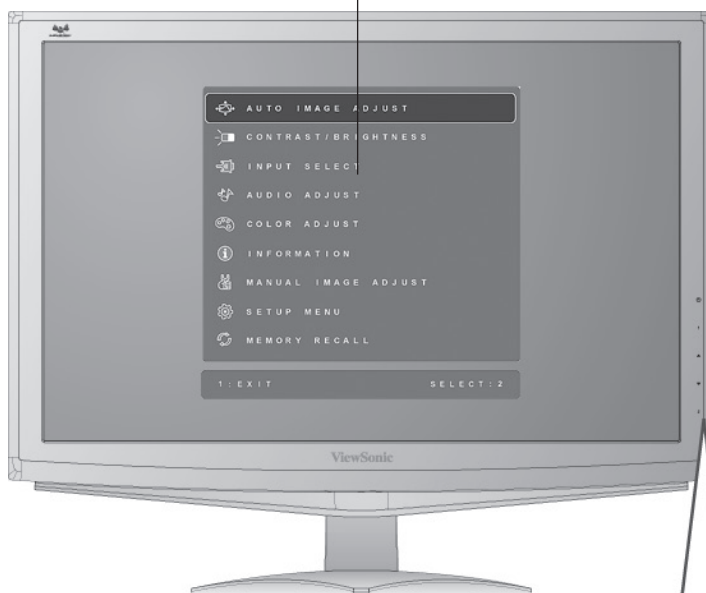 AUTO IMAGE ADJUST
CONTRAST/BRIGHTNESS
INPUT SELECT
AUDIO ADJUST
COLOR ADJUST
INFORMATION
MANUAL IMAGE ADJUST
SETUP MENU
MEMORY RECALL
1:EXIT SELECT:2
ViewSonic